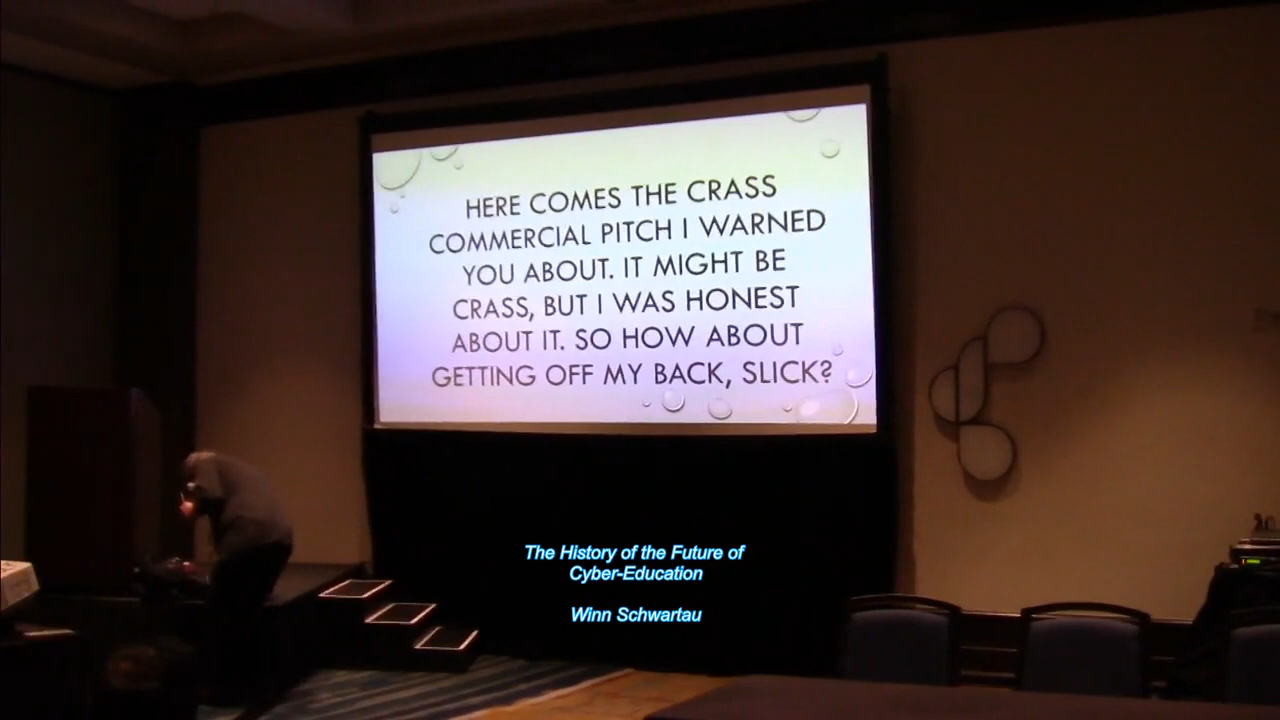 HERE COMES THE CRASS
COMMERCIAL PITCH I WARNED
YOU ABOUT. IT MIGHT BE
CRASS, BUT I WAS HONEST
ABOUT IT. SO HOW ABOUT
GETTING OFF MY BACK, SLICK?
The History of the Future of
Cyber-Education
Winn Schwartau